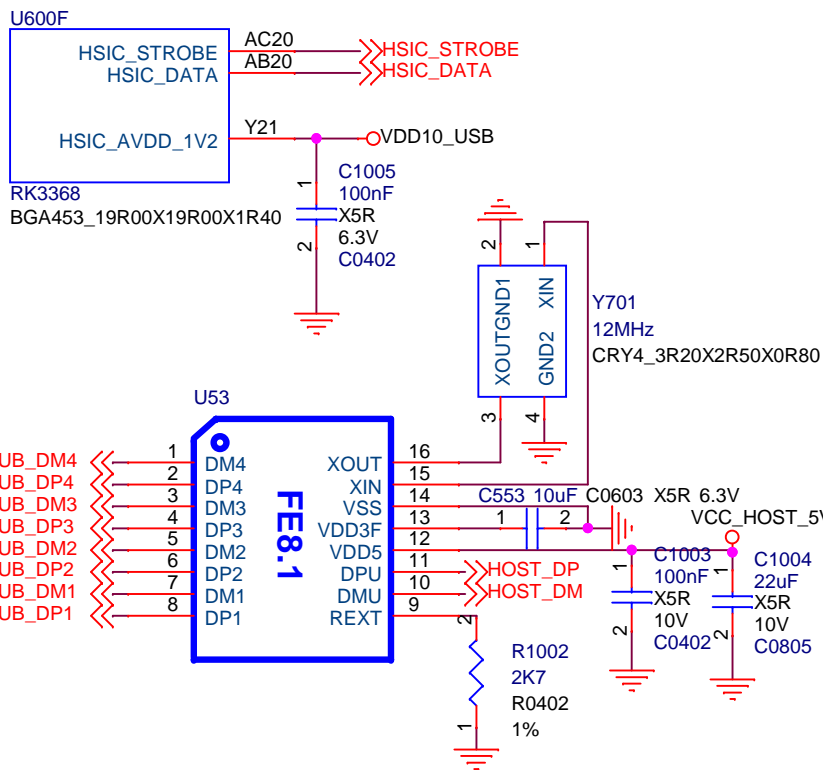 U600F
HSIC_STROBE
AC20
HSIC_STROBE
HSIC_DATA
AB20
HSIC_DATA
HSIC_AVDD_1V2
Y21
VDD10_USB
RK3368
BGA453_19R00X19R00X1R40
1
C1005
100nF
X5R
6.3V
2
C0402
2
1
XOUTGND1
XIN
GND2
3
4
Y701
12MHz
CRY4_3R20X2R50X0R80
U53
FE8.1
UB_DM4
1
DM4
UB_DP4
2
DP4
UB_DM3
3
DM3
UB_DP3
4
DP3
UB_DM2
5
DM2
UB_DP2
6
DP2
UB_DM1
7
DM1
UB_DP1
8
DP1
XOUT
16
XIN
15
VSS
14
VDD3F
13
VDD5
12
DPU
11
HOST_DP
DMU
10
HOST_DM
REXT
9
C553 10uF C0603 X5R 6.3V
1
2
VCC_HOST_5V
1
C1003
100nF
X5R
10V
2
C0402
1
C1004
22uF
X5R
10V
2
C0805
2
R1002
2K7
R0402
1
1%